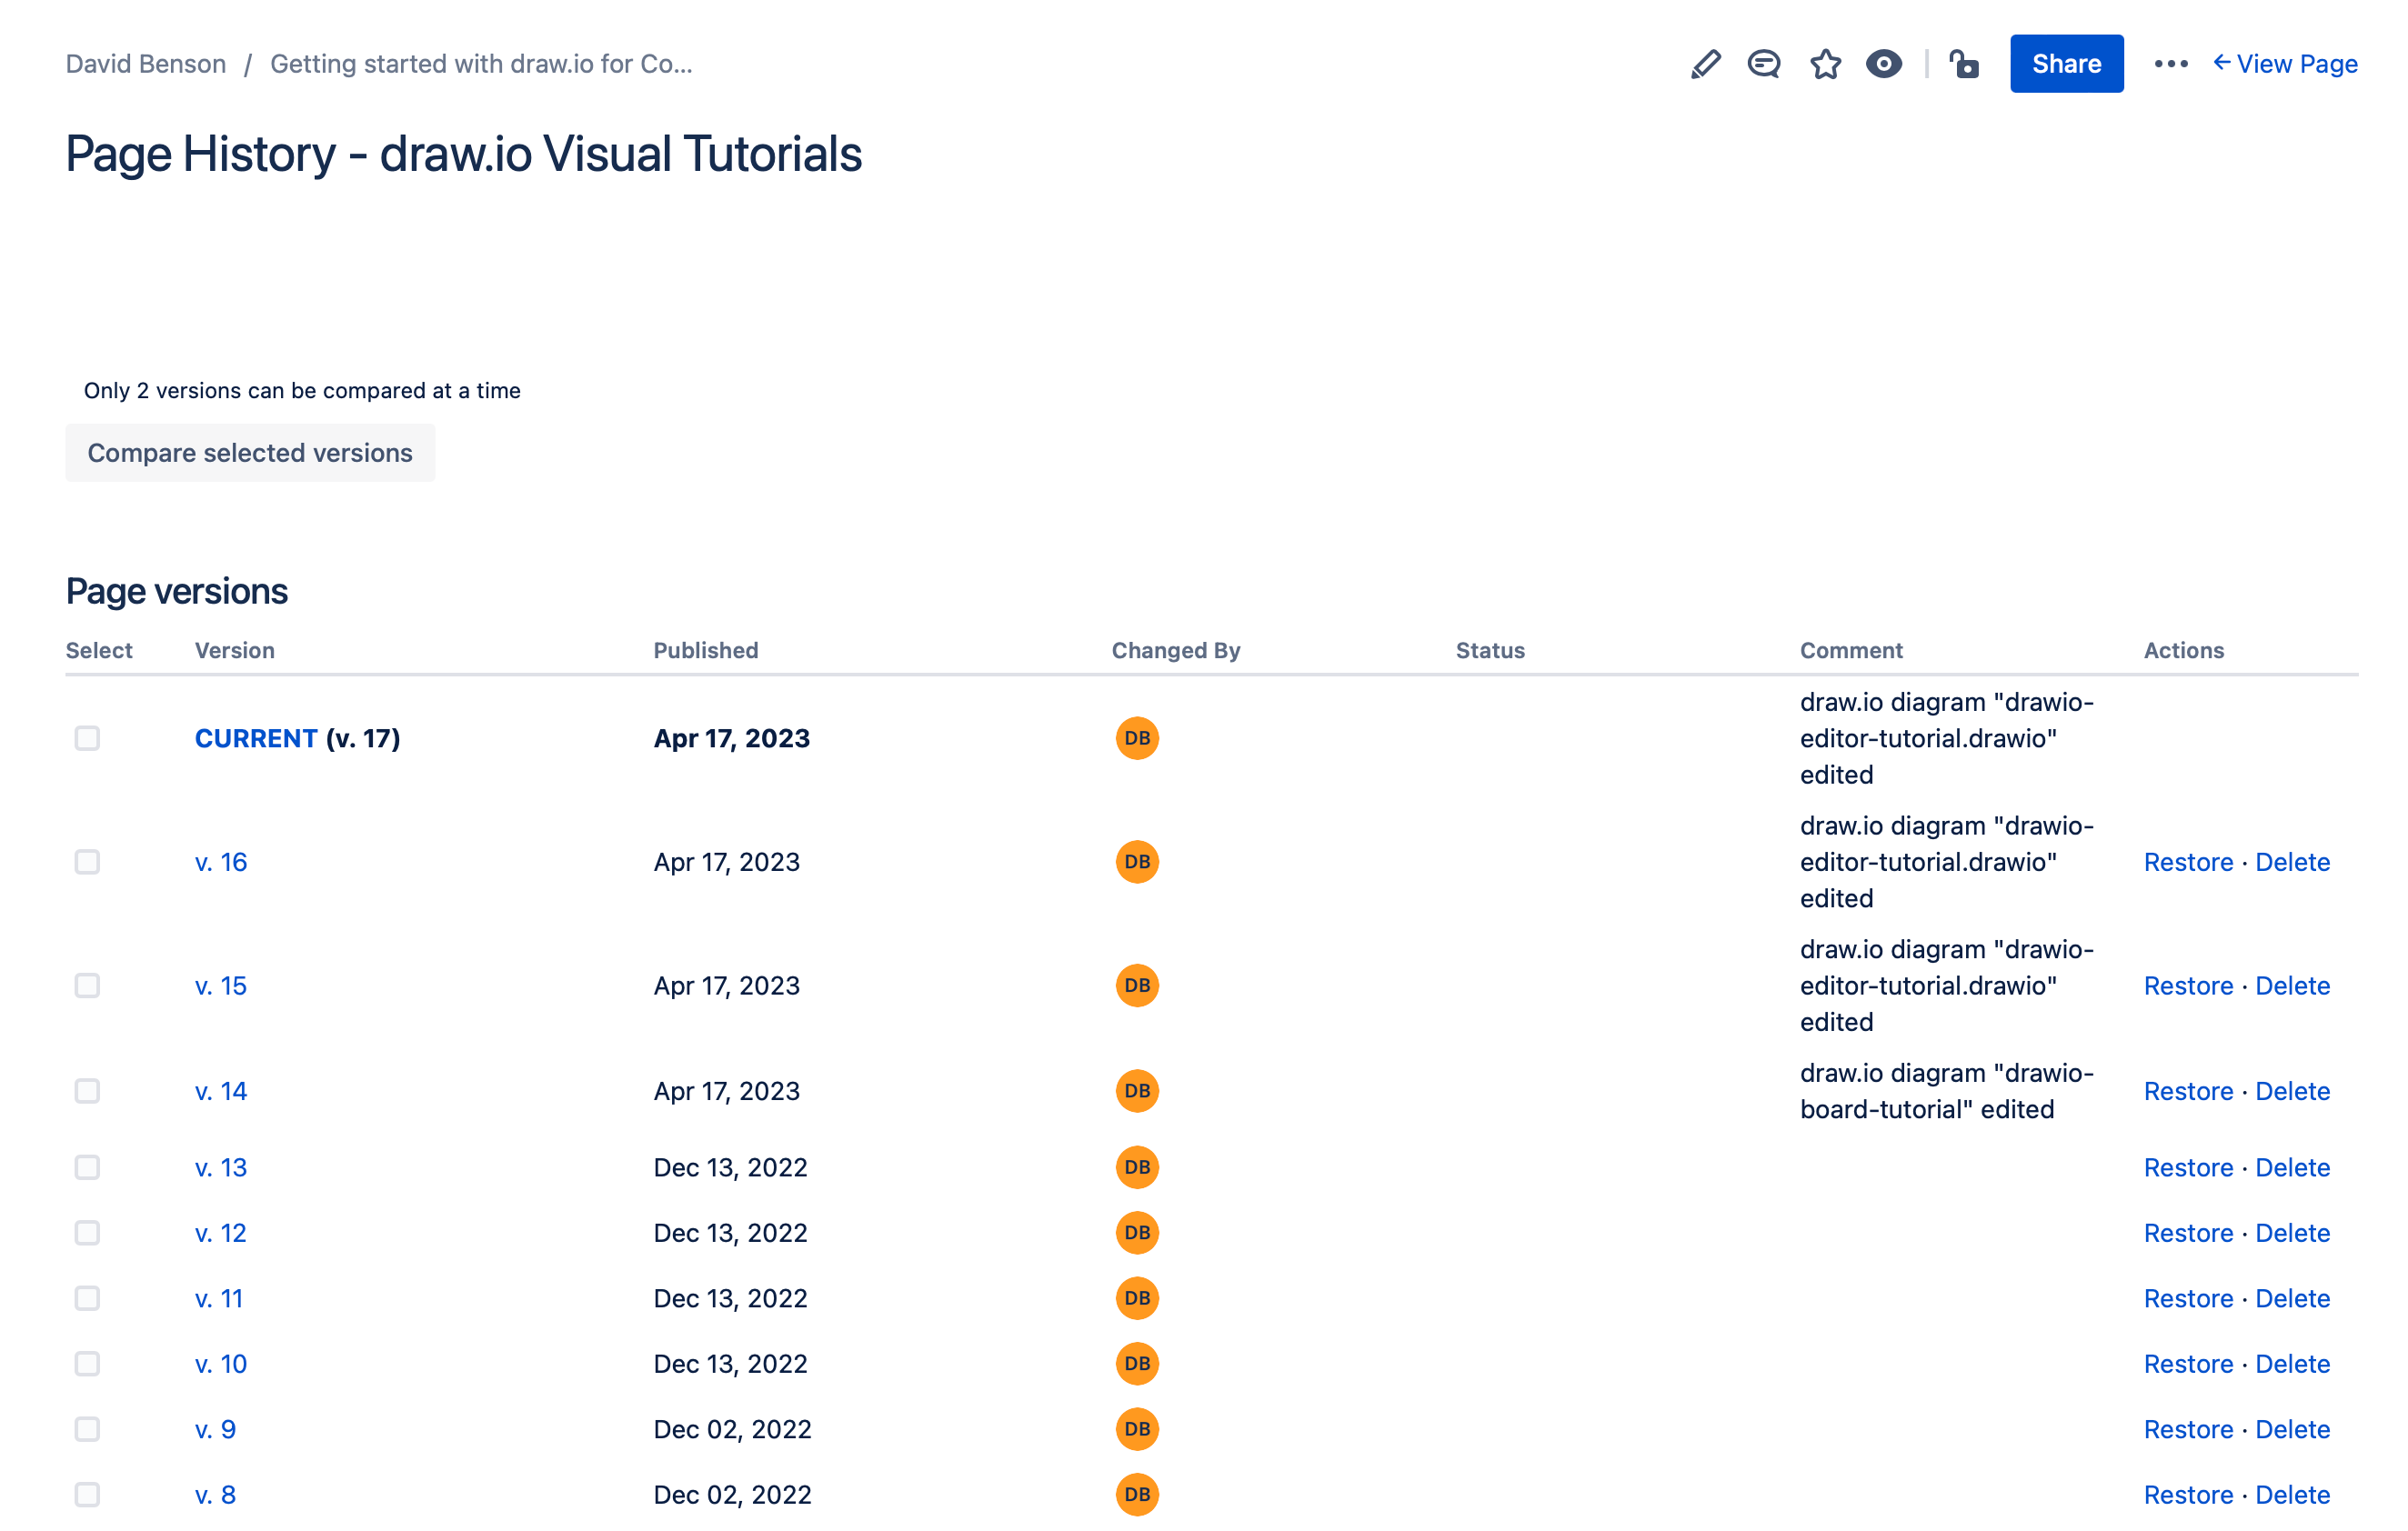 David Benson / Getting started with draw.io for Co...
Share
← View Page
Page History - draw.io Visual Tutorials
Only 2 versions can be compared at a time
Compare selected versions
Page versions
Select Version Published Changed By Status Comment Actions
CURRENT (v. 17) Apr 17, 2023 DB draw.io diagram "drawio-
editor-tutorial.drawio"
edited
v. 16 Apr 17, 2023 DB draw.io diagram "drawio-
editor-tutorial.drawio"
edited
Restore · Delete
v. 15 Apr 17, 2023 DB draw.io diagram "drawio-
editor-tutorial.drawio"
edited
Restore · Delete
v. 14 Apr 17, 2023 DB draw.io diagram "drawio-
board-tutorial" edited
Restore · Delete
v. 13 Dec 13, 2022 DB Restore · Delete
v. 12 Dec 13, 2022 DB Restore · Delete
v. 11 Dec 13, 2022 DB Restore · Delete
v. 10 Dec 13, 2022 DB Restore · Delete
v. 9 Dec 02, 2022 DB Restore · Delete
v. 8 Dec 02, 2022 DB Restore · Delete